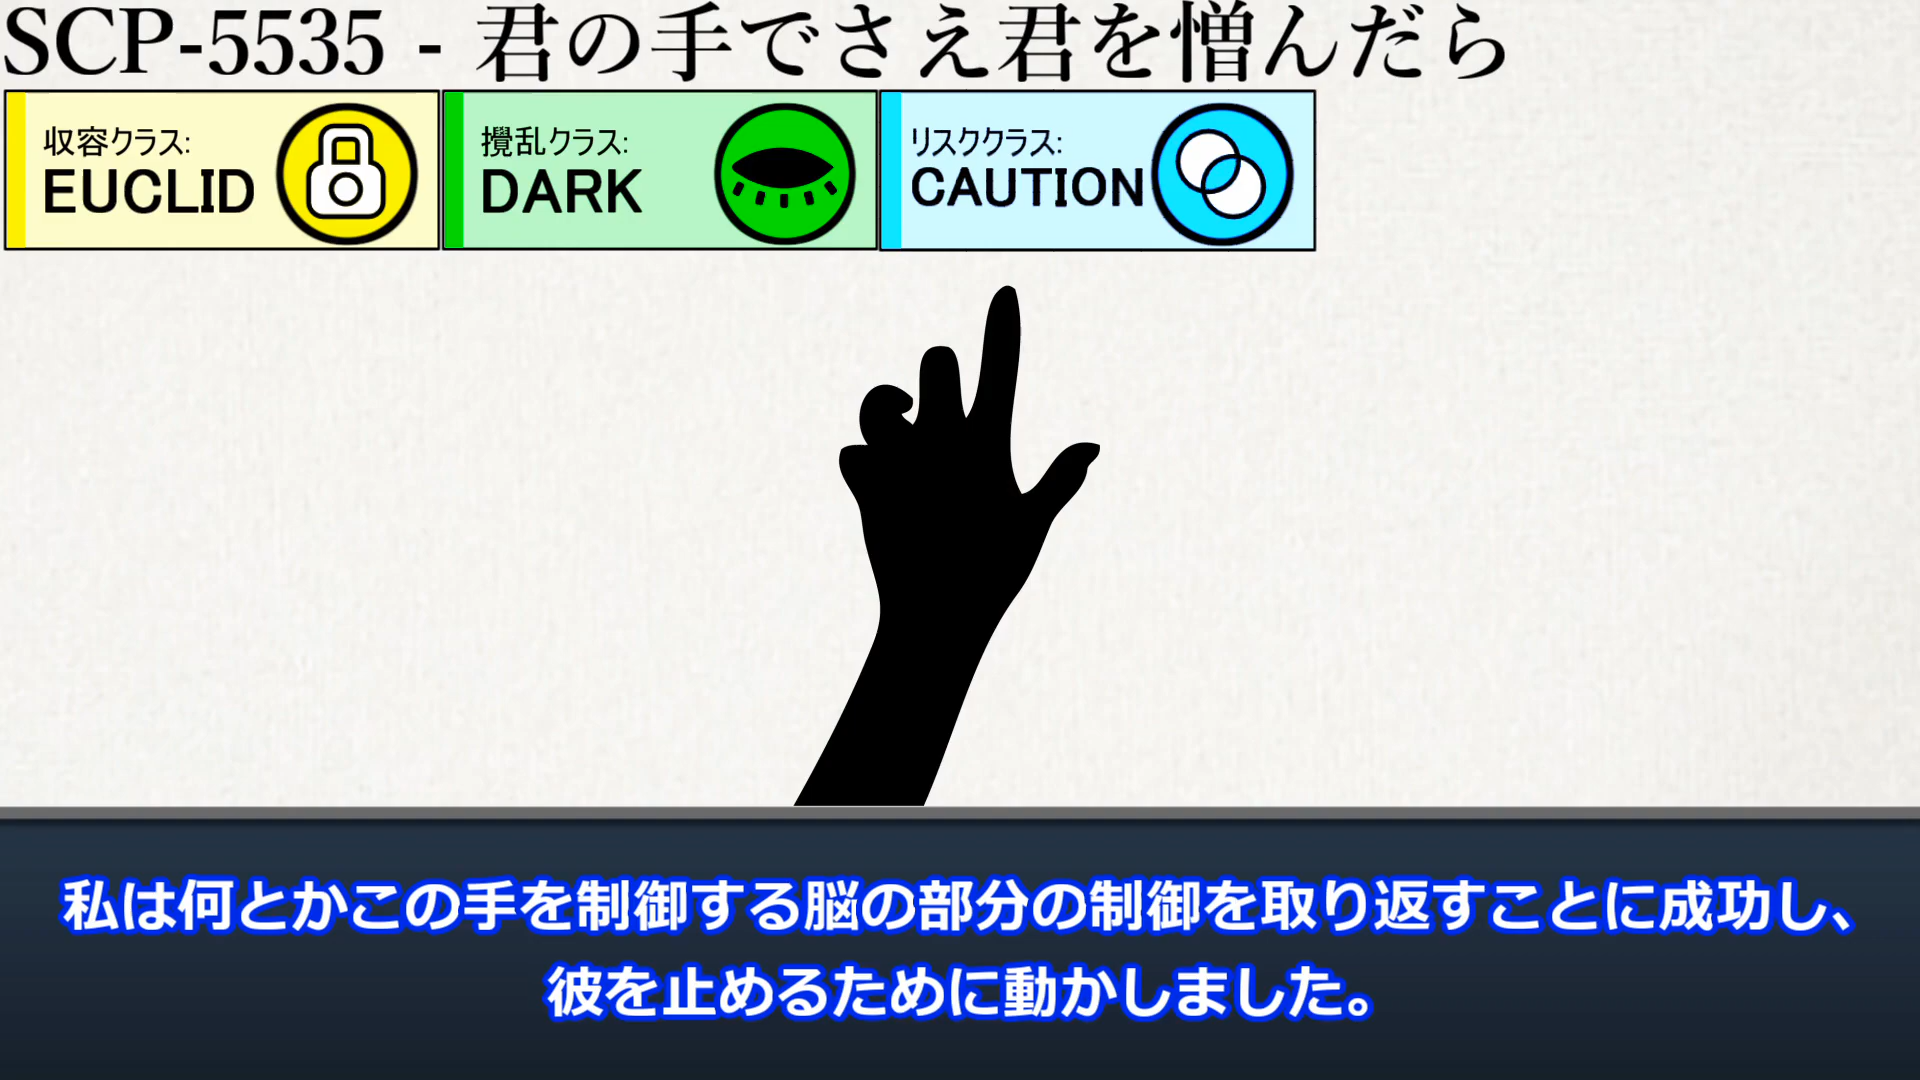 SCP-5535 - 君の手でさえ君を憎んだら
収容クラス:
EUCLID
攪乱クラス:
DARK
リスククラス:
CAUTION
私は何とかこの手を制御する脳の部分の制御を取り返すことに成功し、
彼を止めるために動かしました。